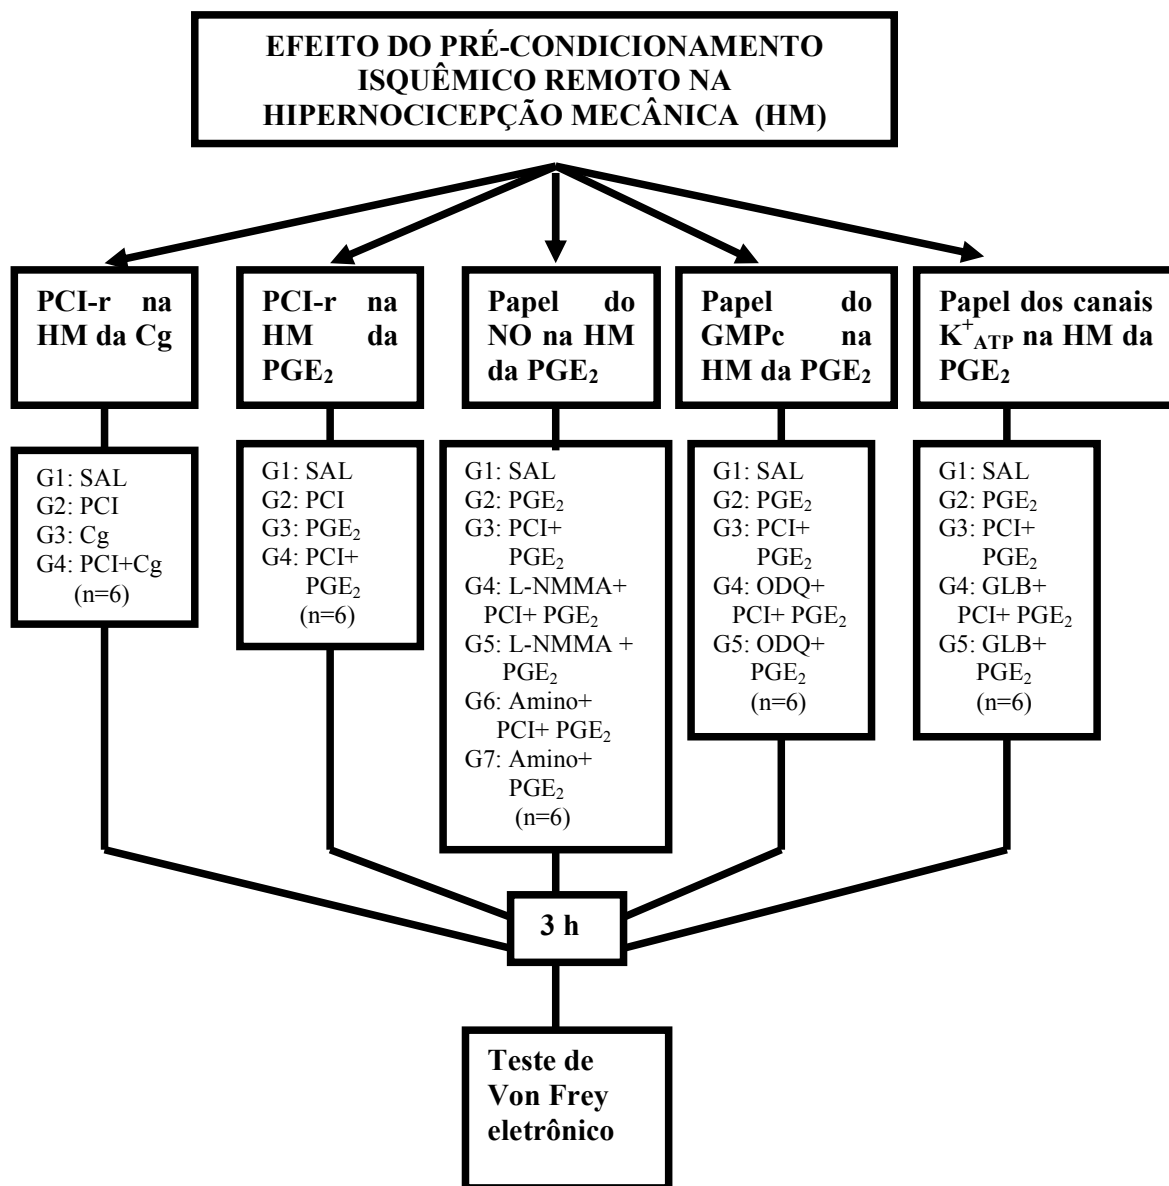 EFEITO DO PRÉ-CONDICIONAMENTO
ISQUÊMICO REMOTO NA
HIPERNOCICEPÇÃO MECÂNICA (HM)
PCI-r na
HM da Cg
PCI-r na
HM da
PGE₂
Papel do
NO na HM
da PGE₂
Papel do
GMPc na
HM da PGE₂
Papel dos canais
K⁺ATP na HM da
PGE₂
G1: SAL
G2: PCI
G3: Cg
G4: PCI+Cg
(n=6)
G1: SAL
G2: PCI
G3: PGE₂
G4: PCI+
PGE₂
(n=6)
G1: SAL
G2: PGE₂
G3: PCI+
PGE₂
G4: L-NMMA+
PCI+ PGE₂
G5: L-NMMA +
PGE₂
G6: Amino+
PCI+ PGE₂
G7: Amino+
PGE₂
(n=6)
G1: SAL
G2: PGE₂
G3: PCI+
PGE₂
G4: ODQ+
PCI+ PGE₂
G5: ODQ+
PGE₂
(n=6)
G1: SAL
G2: PGE₂
G3: PCI+
PGE₂
G4: GLB+
PCI+ PGE₂
G5: GLB+
PGE₂
(n=6)
3 h
Teste de
Von Frey
eletrônico